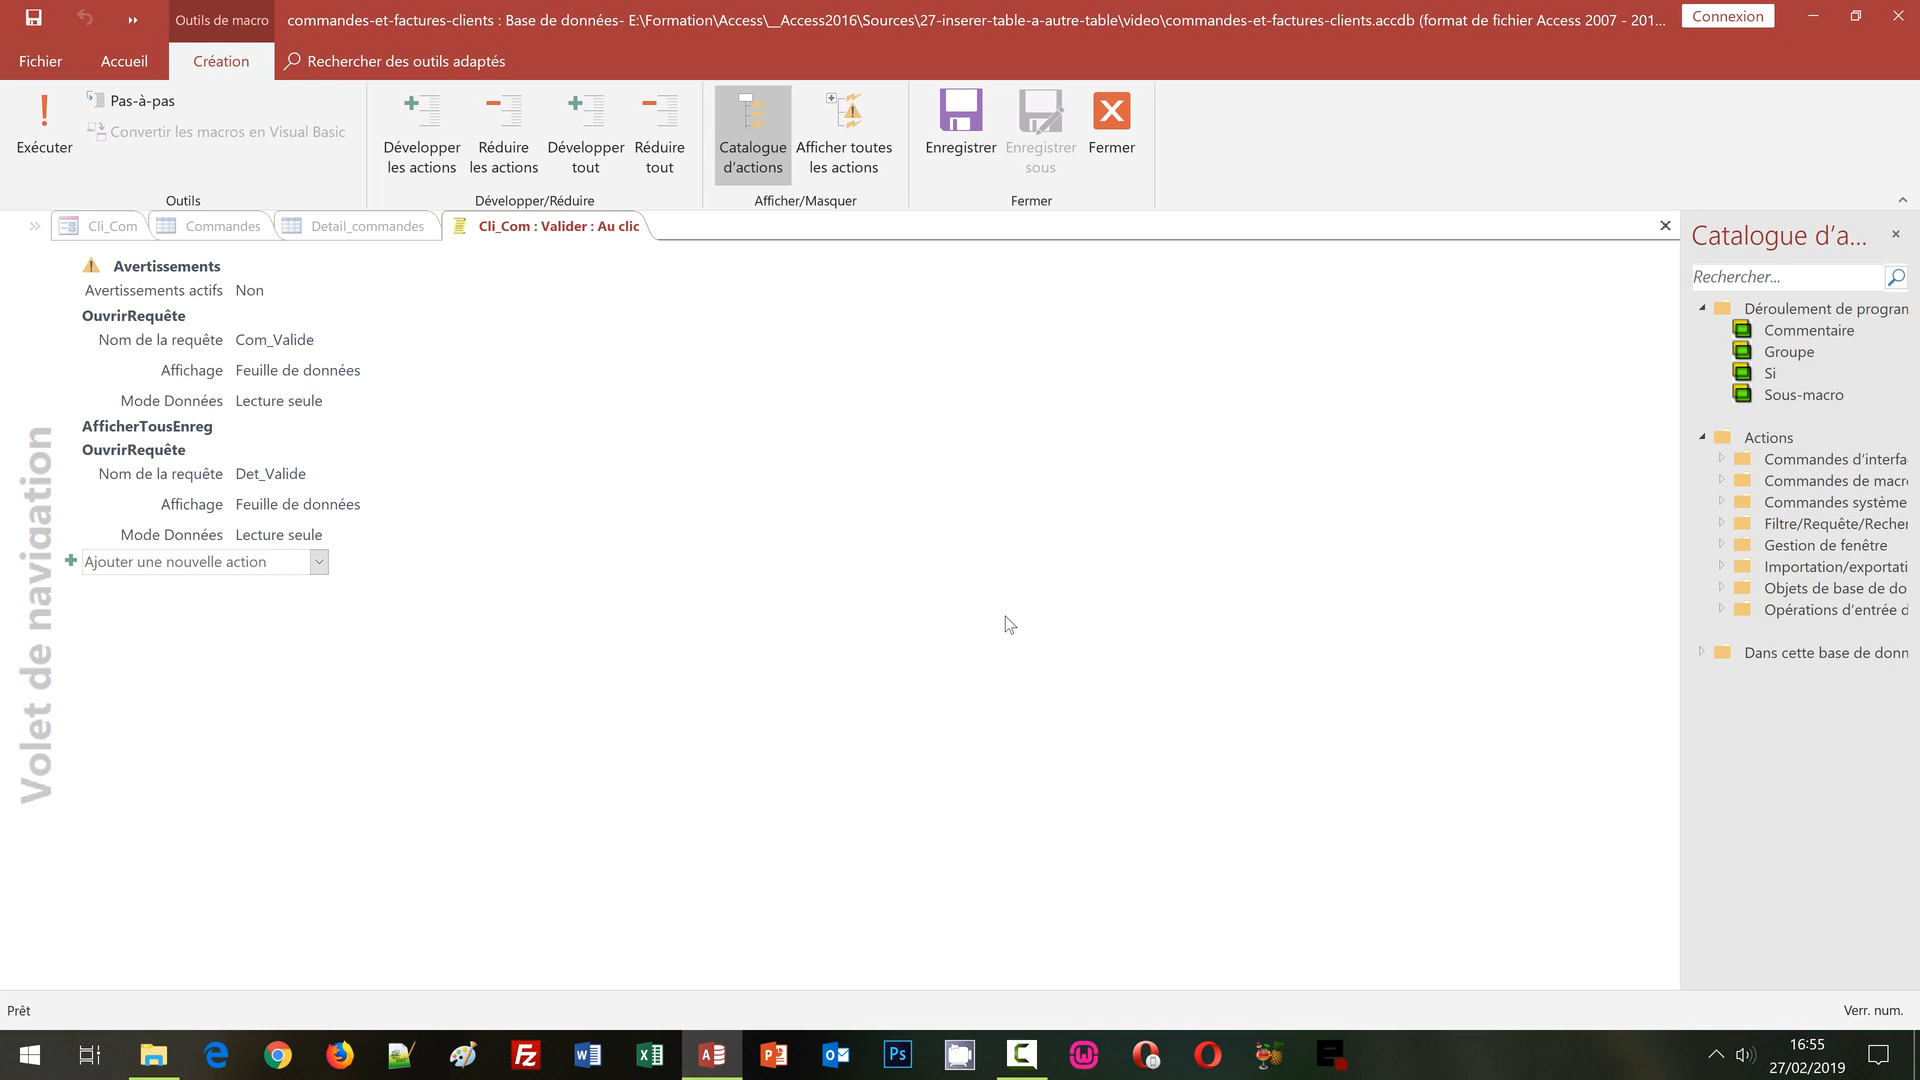 Outils de macro
commandes-et-factures-clients : Base de données- E:\Formation\Access\__Access2016\Sources\27-inserer-table-a-autre-table\video\commandes-et-factures-clients.accdb (format de fichier Access 2007 - 201...
Connexion
Fichier
Accueil
Création
Rechercher des outils adaptés
Exécuter
Pas-à-pas
Convertir les macros en Visual Basic
Outils
Développer
les actions
Réduire
les actions
Développer
tout
Réduire
tout
Développer/Réduire
Catalogue
d'actions
Afficher toutes
les actions
Afficher/Masquer
Enregistrer
Enregistrer
sous
Fermer
Fermer
Cli_Com
Commandes
Detail_commandes
Cli_Com : Valider : Au clic
Volet de navigation
Avertissements
Avertissements actifs Non
OuvrirRequête
Nom de la requête Com_Valide
Affichage Feuille de données
Mode Données Lecture seule
AfficherTousEnreg
OuvrirRequête
Nom de la requête Det_Valide
Affichage Feuille de données
Mode Données Lecture seule
Ajouter une nouvelle action
Catalogue d'a...
Rechercher...
Déroulement de program
Commentaire
Groupe
Si
Sous-macro
Actions
Commandes d'interfa
Commandes de macro
Commandes système
Filtre/Requête/Recher
Gestion de fenêtre
Importation/exportati
Objets de base de do
Opérations d'entrée d
Dans cette base de donn
Prêt
Verr. num.
16:55
27/02/2019